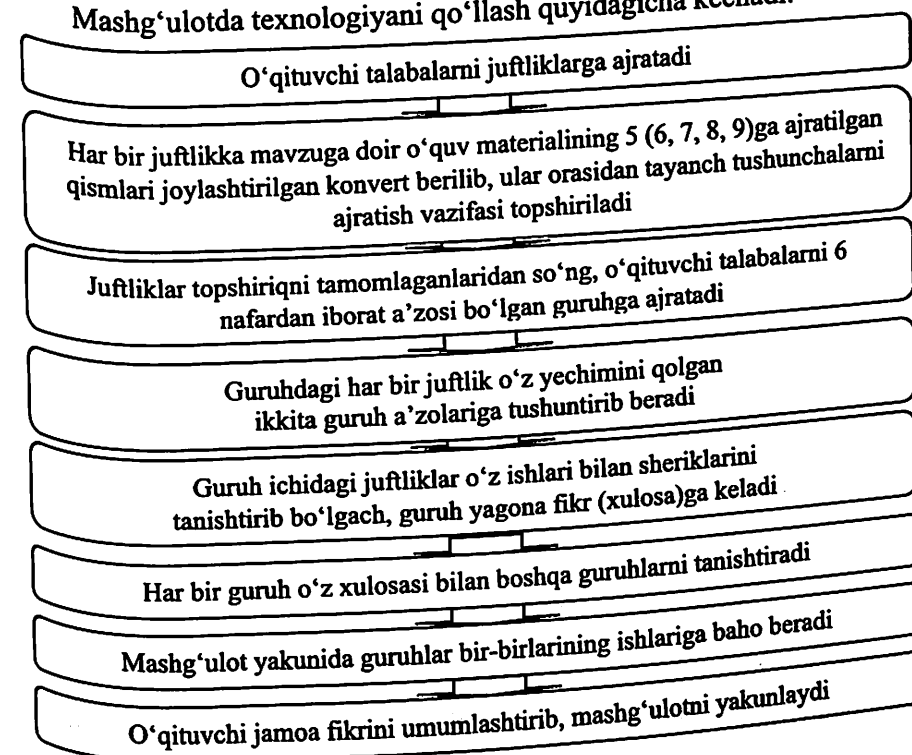 Mashg‘ulotda texnologiyani qo‘llash quyidagicha kechadi:
O‘qituvchi talabalarni juftliklarga ajratadi
Har bir juftlikka mavzuga doir o‘quv materialining 5 (6, 7, 8, 9)ga ajratilgan
qismlari joylashtirilgan konvert berilib, ular orasidan tayanch tushunchalarni
ajratish vazifasi topshiriladi
Juftliklar topshiriqni tamomlaganlaridan so‘ng, o‘qituvchi talabalarni 6
nafardan iborat a’zosi bo‘lgan guruhga ajratadi
Guruhdagi har bir juftlik o‘z yechimini qolgan
ikkita guruh a’zolariga tushuntirib beradi
Guruh ichidagi juftliklar o‘z ishlari bilan sheriklarini
tanishtirib bo‘lgach, guruh yagona fikr (xulosa)ga keladi
Har bir guruh o‘z xulosasi bilan boshqa guruhlarni tanishtiradi
Mashg‘ulot yakunida guruhlar bir-birlarining ishlariga baho beradi
O‘qituvchi jamoa fikrini umumlashtirib, mashg‘ulotni yakunlaydi